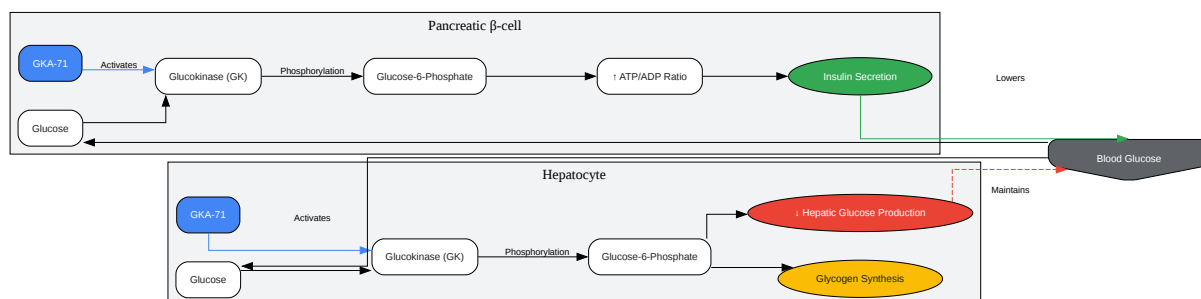 Pancreatic β-cell
GKA-71
Activates
Glucokinase (GK)
Phosphorylation
Glucose-6-Phosphate
↑ ATP/ADP Ratio
Insulin Secretion
Lowers
Glucose
Blood Glucose
Hepatocyte
Maintains
GKA-71
Activates
↓ Hepatic Glucose Production
Glucokinase (GK)
Phosphorylation
Glucose-6-Phosphate
Glucose
Glycogen Synthesis